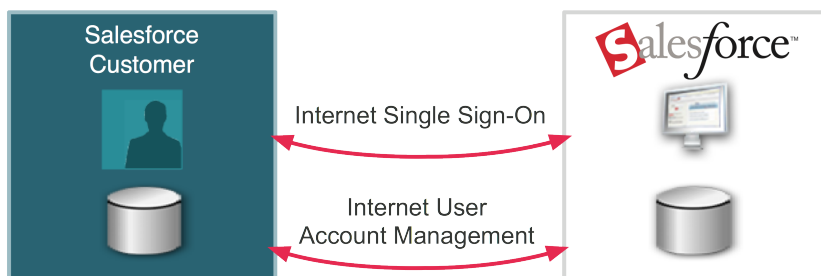 Salesforce
Customer
Salesforce™
Internet Single Sign-On
Internet User
Account Management